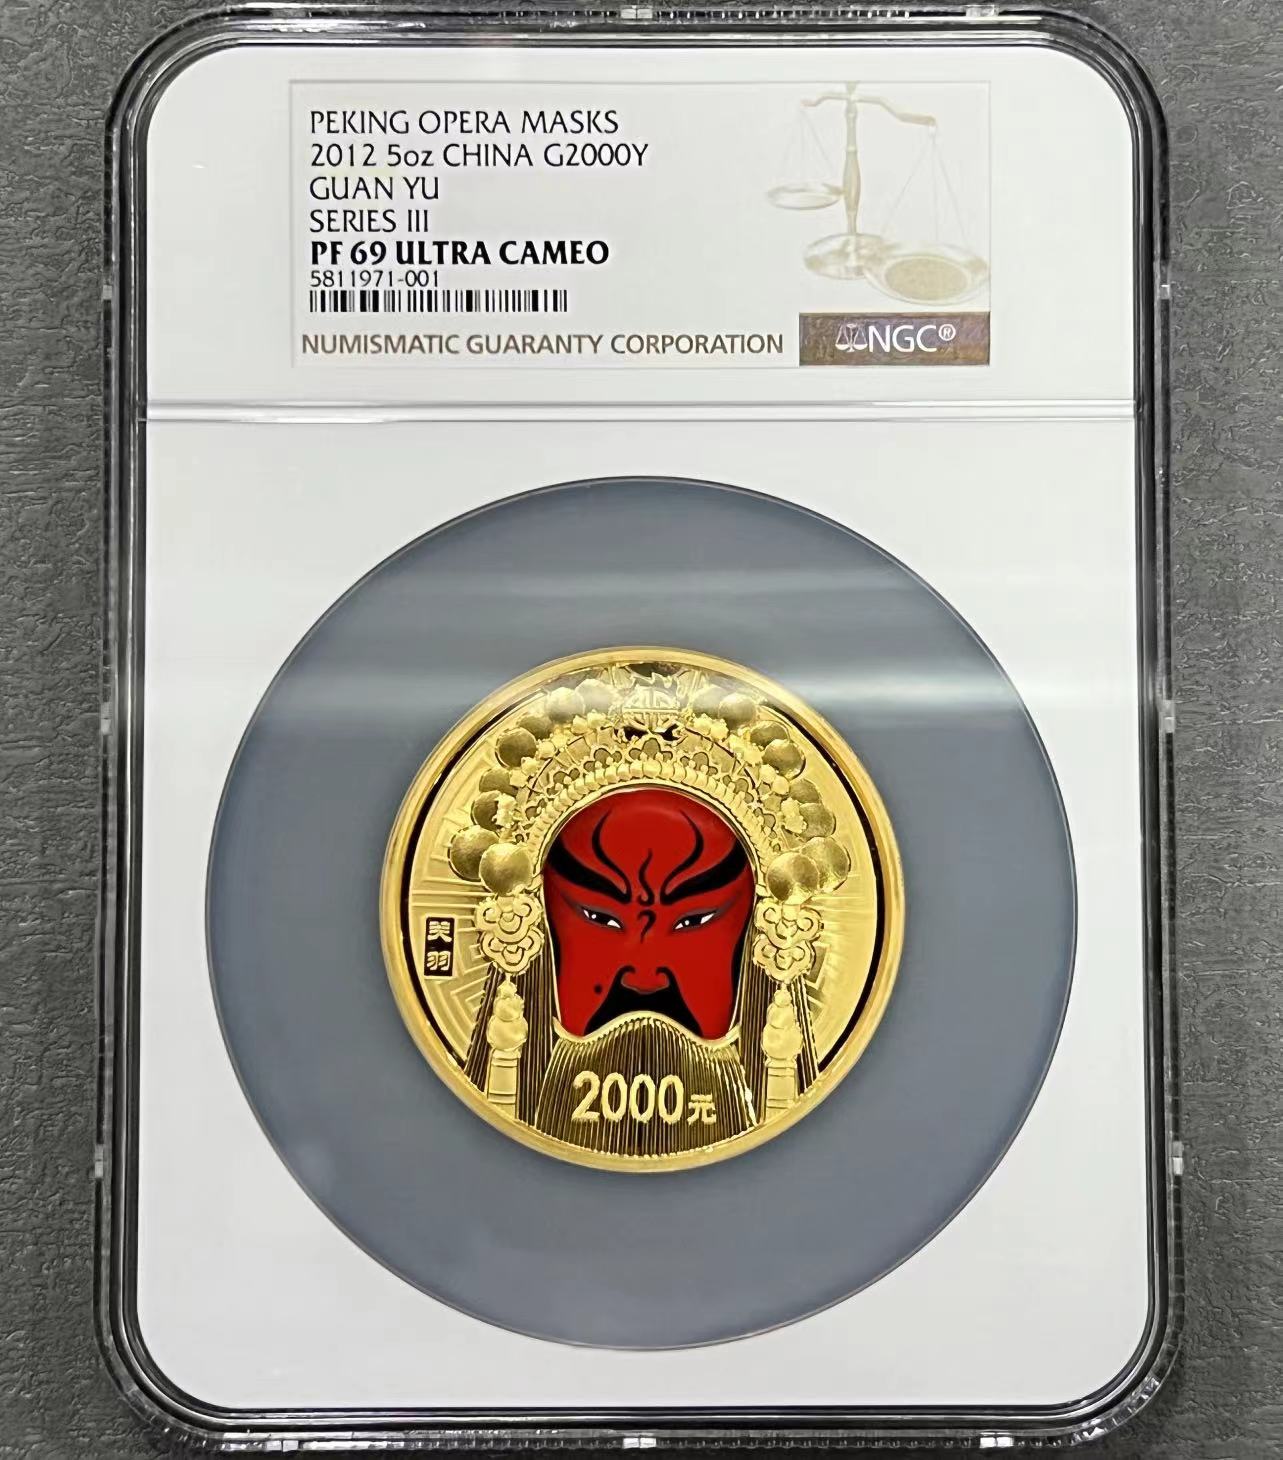 PEKING OPERA MASKS
2012 5oz CHINA G2000Y
GUAN YU
SERIES III
PF 69 ULTRA CAMEO
5811971-001
NUMISMATIC GUARANTY CORPORATION
NGC®
关羽
2000元